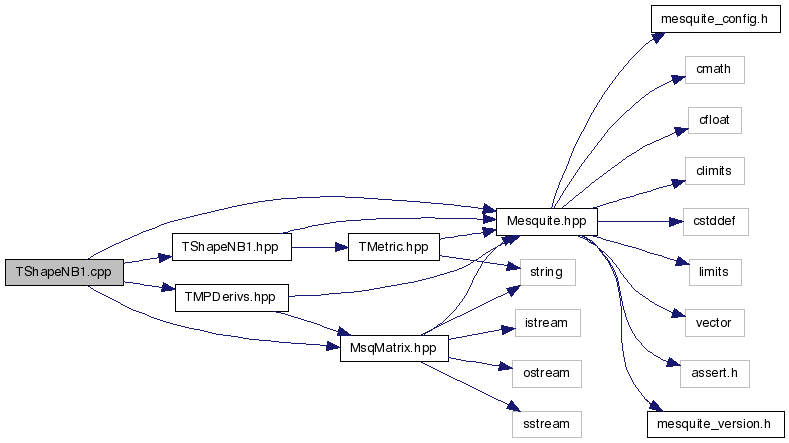 mesquite_config.h
cmath
cfloat
climits
Mesquite.hpp
cstddef
TShapeNB1.hpp
TMetric.hpp
TShapeNB1.cpp
string
limits
TMPDerivs.hpp
istream
vector
MsqMatrix.hpp
ostream
assert.h
sstream
mesquite_version.h